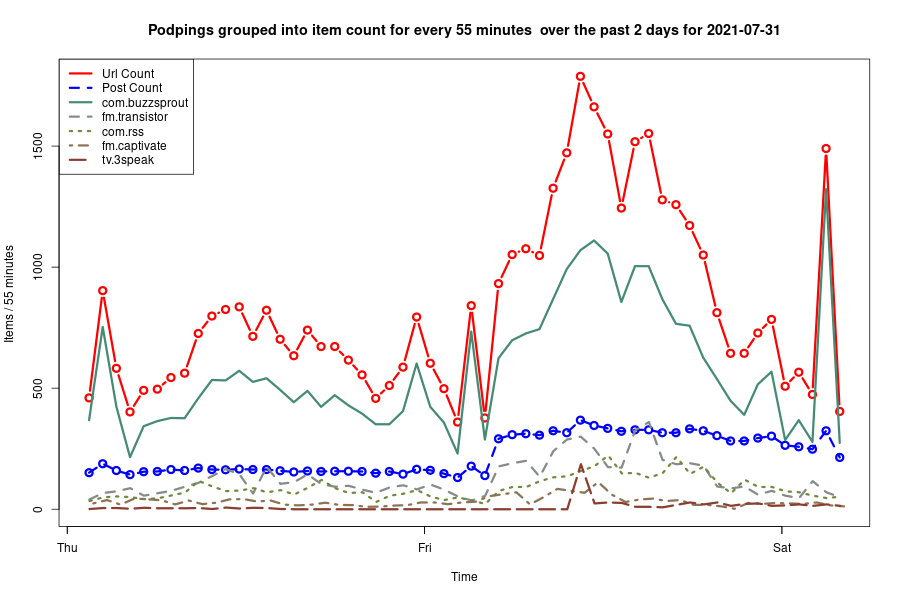 Podpings grouped into item count for every 55 minutes  over the past 2 days for 2021-07-31
Url Count
Post Count
com.buzzsprout
fm.transistor
com.rss
fm.captivate
tv.3speak
Items / 55 minutes
1500
1000
500
0
Thu
Fri
Sat
Time